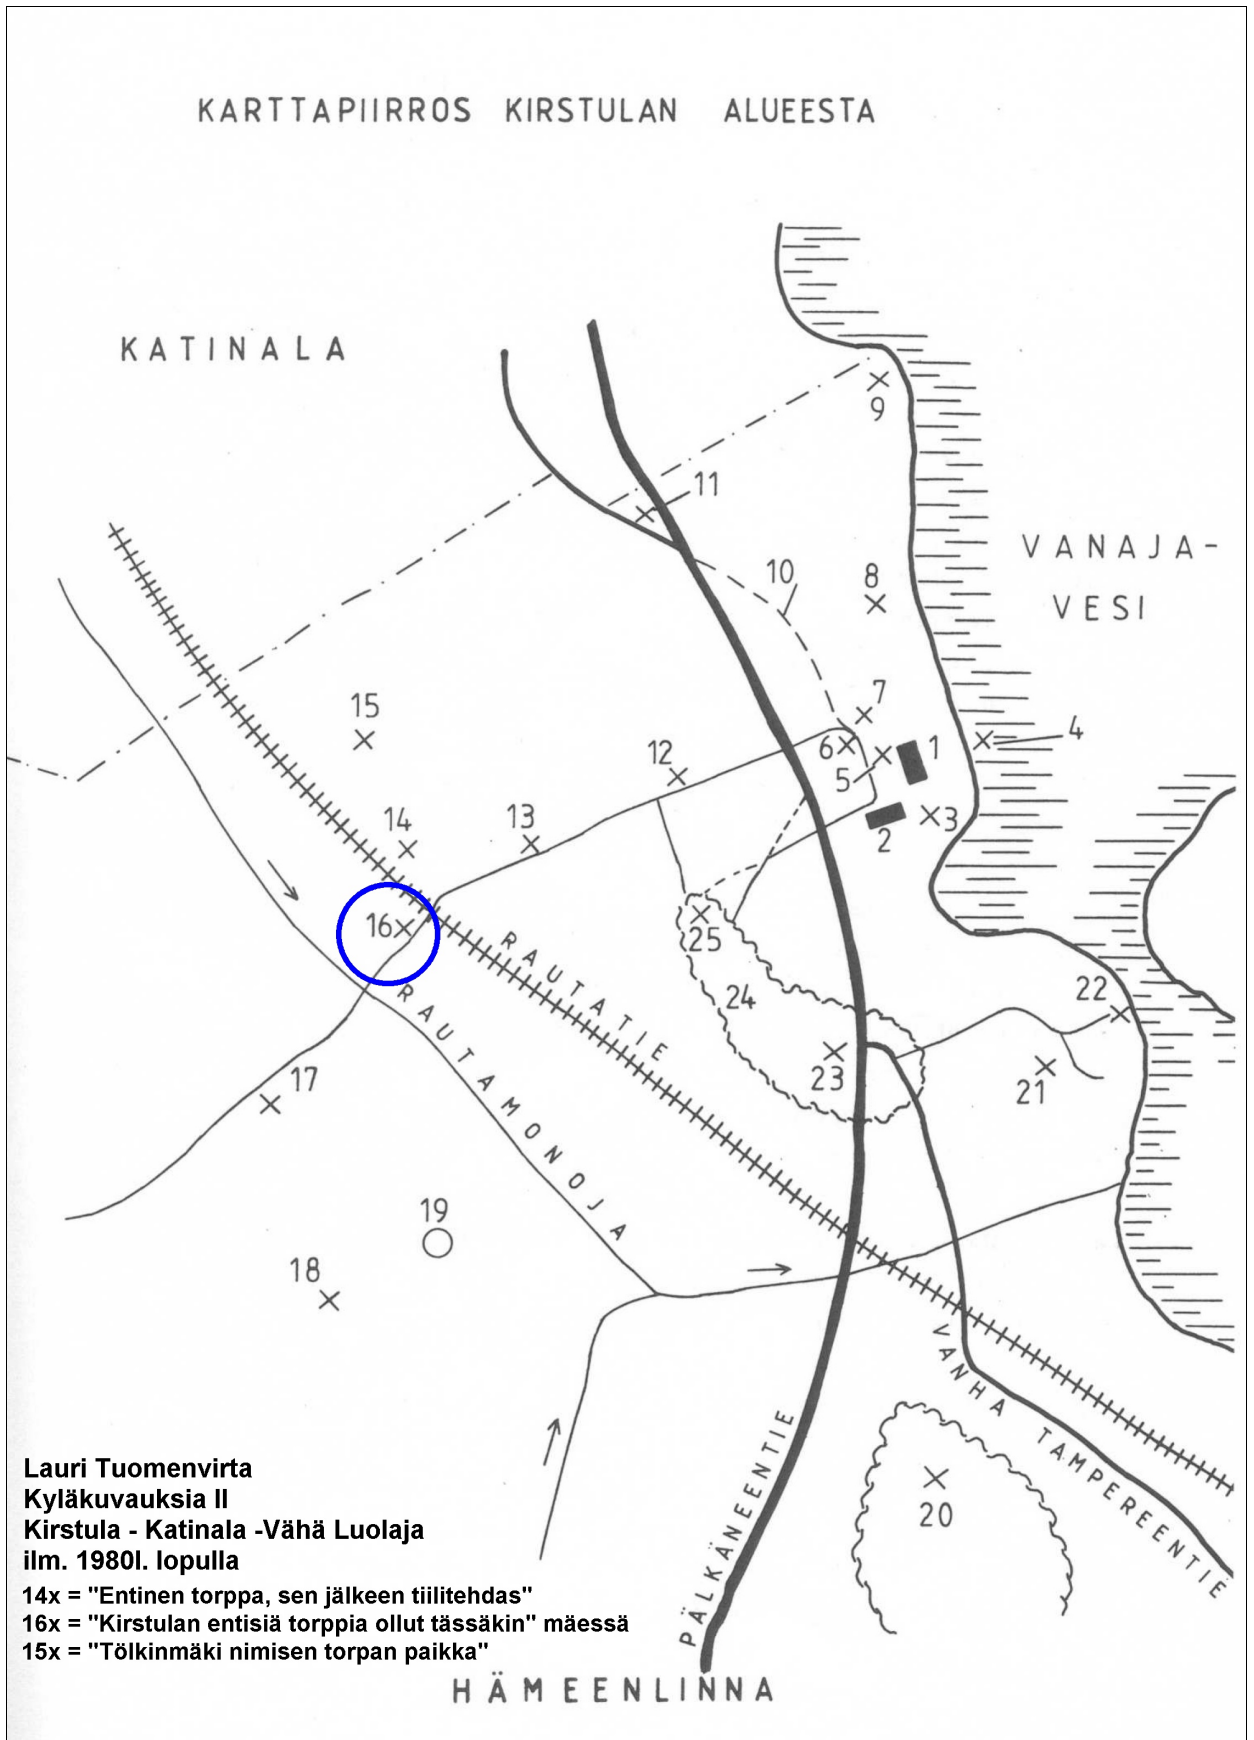 KARTTAPIIRROS KIRSTULAN ALUEESTA
KATINALA
9
11
VANAJA-
VESI
10
8
7
15
6
1
4
12
5
14
13
3
2
16
25
RAUTATIE
24
22
RAUTAMONOJA
17
23
21
19
18
VANHA TAMPEREENTIE
20
PÄLKÄNEENTIE
Lauri Tuomenvirta
Kyläkuvauksia II
Kirstula - Katinala -Vähä Luolaja
ilm. 1980l. lopulla
14x = "Entinen torppa, sen jälkeen tiilitehdas"
16x = "Kirstulan entisiä torppia ollut tässäkin" mäessä
15x = "Tölkinmäki nimisen torpan paikka"
HÄMEENLINNA